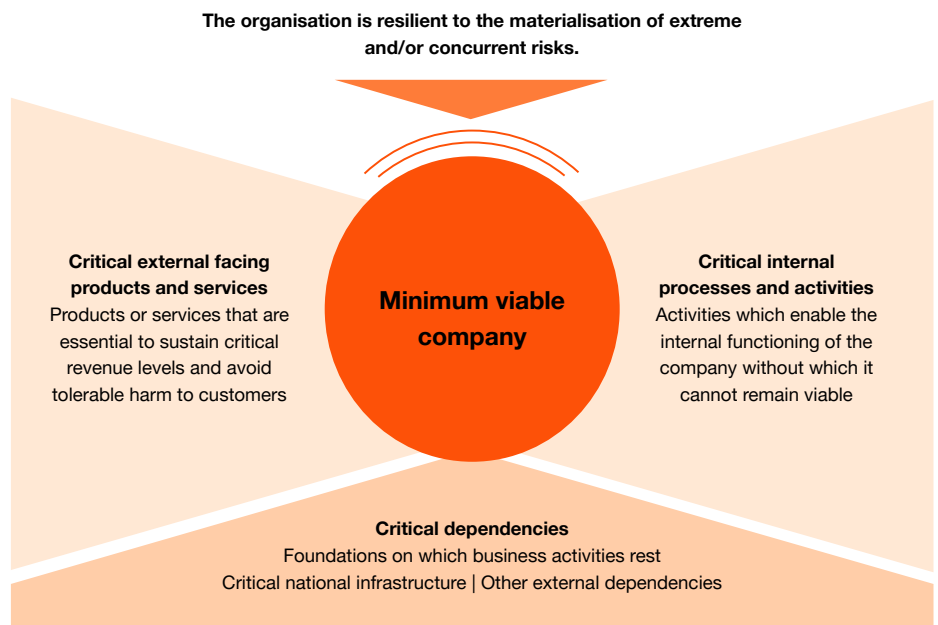 The organisation is resilient to the materialisation of extreme
and/or concurrent risks.
Critical external facing
products and services
Products or services that are
essential to sustain critical
revenue levels and avoid
tolerable harm to customers
Minimum viable
company
Critical internal
processes and activities
Activities which enable the
internal functioning of the
company without which it
cannot remain viable
Critical dependencies
Foundations on which business activities rest
Critical national infrastructure | Other external dependencies